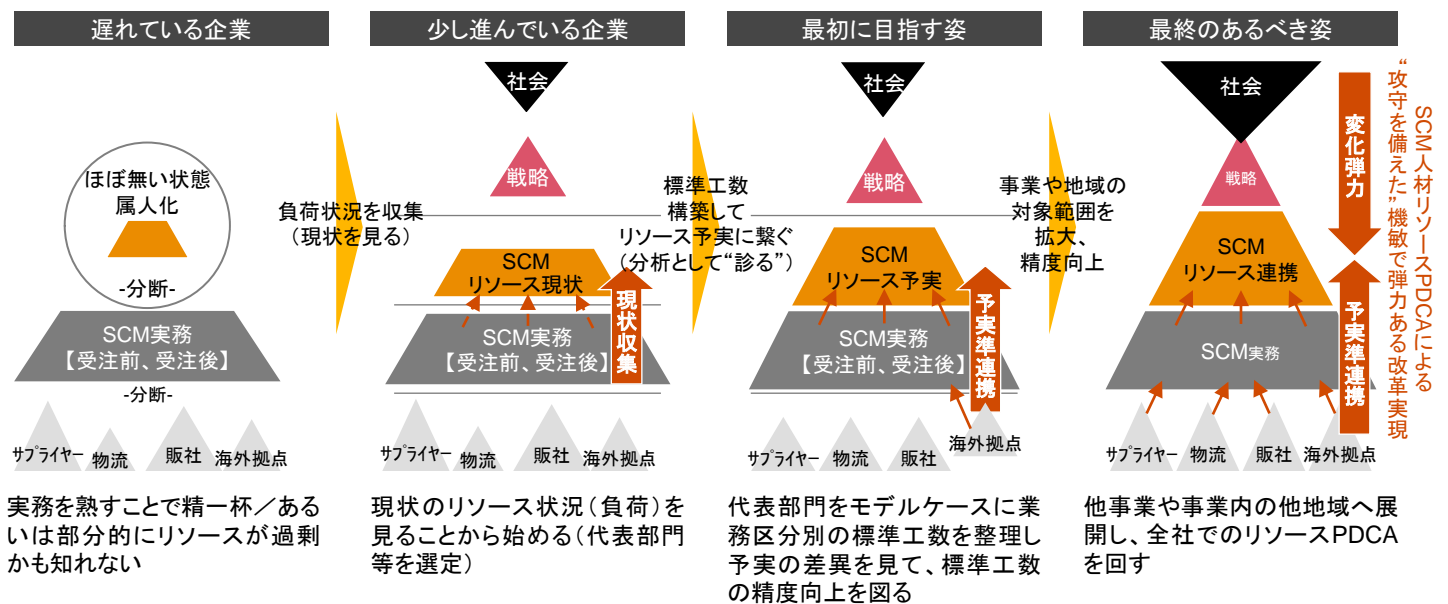 遅れている企業
ほぼ無い状態
属人化
-分断-
SCM実務
【受注前、受注後】
-分断-
サプライヤー
物流
販社
海外拠点
実務を熟すことで精一杯／ある
いは部分的にリソースが過剰
かも知れない
負荷状況を収集
（現状を見る）
少し進んでいる企業
社会
戦略
SCM
リソース現状
SCM実務
【受注前、受注後】
現状収集
サプライヤー
物流
販社
海外拠点
現状のリソース状況（負荷）を
見ることから始める（代表部門
等を選定）
標準工数
構築して
リソース予実に繋ぐ
（分析として“診る”）
最初に目指す姿
社会
戦略
SCM
リソース予実
SCM実務
【受注前、受注後】
予実準連携
サプライヤー
物流
販社
海外拠点
代表部門をモデルケースに業
務区分別の標準工数を整理し
予実の差異を見て、標準工数
の精度向上を図る
事業や地域の
対象範囲を
拡大、
精度向上
最終のあるべき姿
社会
戦略
SCM
リソース連携
SCM実務
サプライヤー
物流
販社
海外拠点
変化弾力
予実準連携
SCM人材リソースPDCAによる
“攻守を備えた”機敏で弾力ある改革実現
他事業や事業内の他地域へ展
開し、全社でのリソースPDCA
を回す